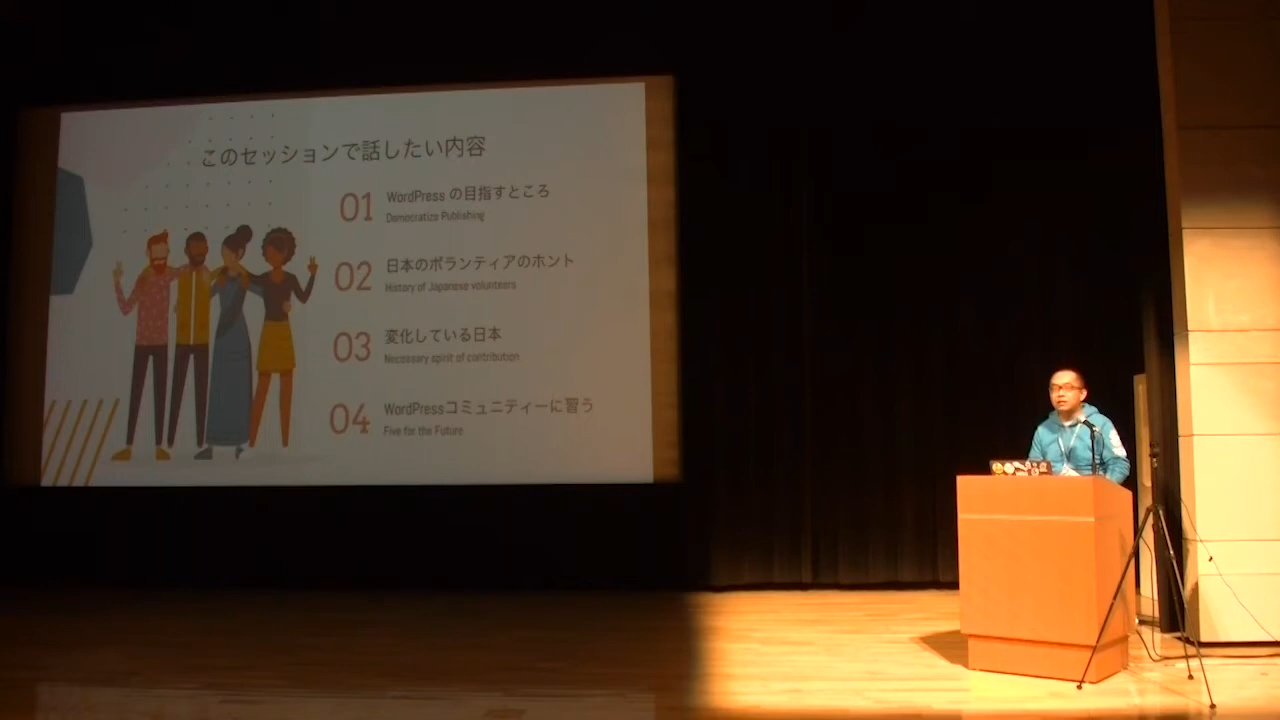 このセッションで話したい内容
01
WordPress の目指すところ
Democratize Publishing
02
日本のボランティアのホント
History of Japanese volunteers
03
変化している日本
Necessary spirit of contribution
04
WordPressコミュニティーに習う
Five for the Future